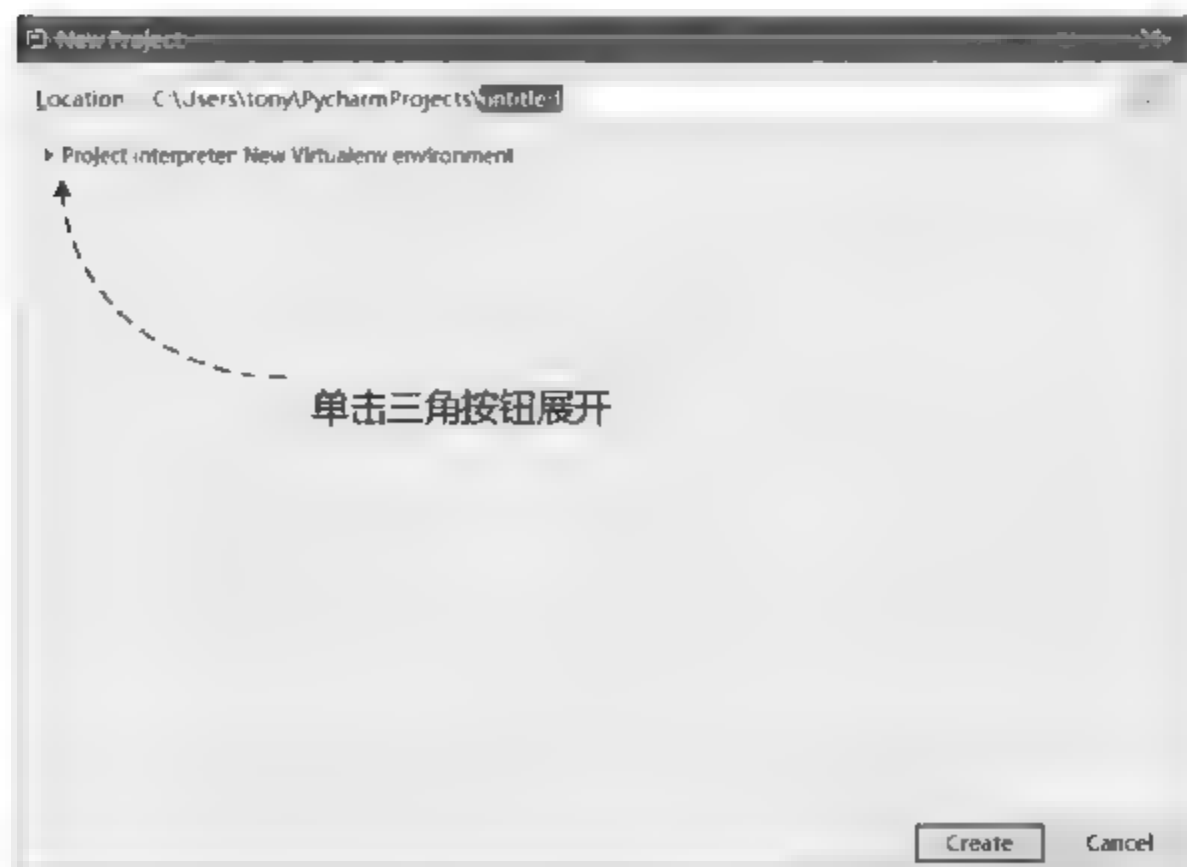 New Project
Location C:\Users\tony\PycharmProjects\untitled
Project Interpreter: New Virtualenv environment
单击三角按钮展开
Create Cancel